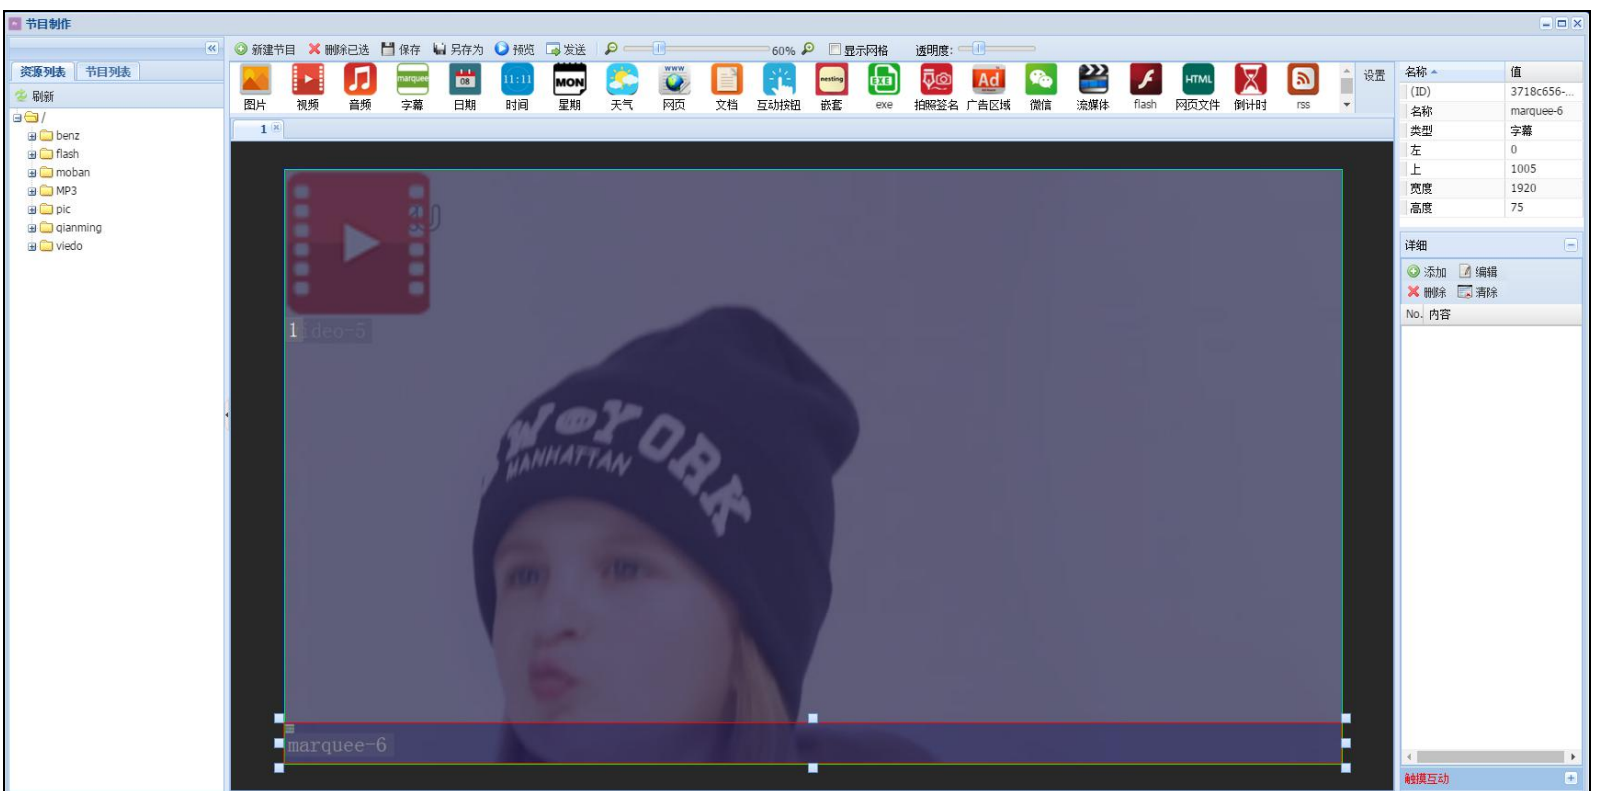 节目制作
新建节目 删除已选 保存 另存为 预览 发送 60% 显示网格 透明度:
资源列表 节目列表
刷新
/
benz
flash
moban
MP3
pic
qianming
viedo
marquee 08 11:11 MON WWW nesting EXE Ad HTML
图片 视频 音频 字幕 日期 时间 星期 天气 网页 文档 互动按钮 嵌套 exe 拍照签名 广告区域 微信 流媒体 flash 网页文件 倒计时 rss
设置
1
1 ideo-5
W YORK
MANHATTAN
marquee-6
名称 值
(ID) 3718c656-...
名称 marquee-6
类型 字幕
左 0
上 1005
宽度 1920
高度 75
详细
添加 编辑
删除 清除
No. 内容
触摸互动